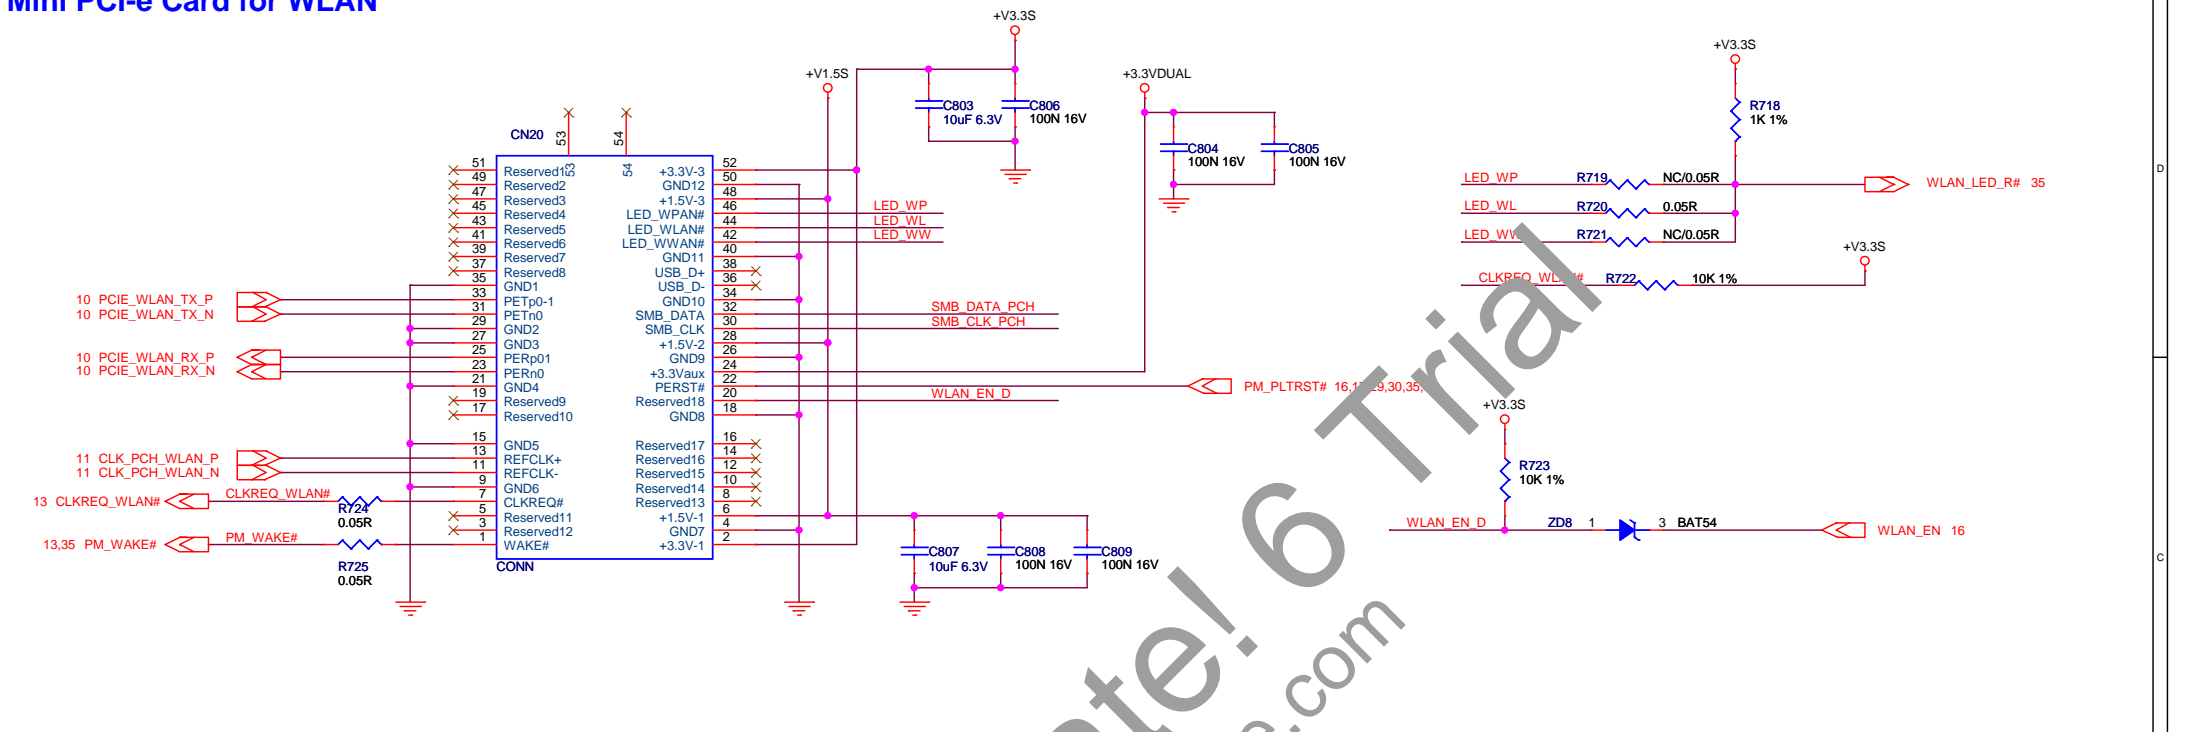 Mini PCI-e Card for WLAN
+V3.3S
+V1.5S
+3.3VDUAL
+V3.3S
C803
10uF 6.3V
C806
100N 16V
C804
100N 16V
C805
100N 16V
R718
1K 1%
CN20
53
54
53
54
51 Reserved1 +3.3V-3 52
49 Reserved2 GND12 50
47 Reserved3 +1.5V-3 48
45 Reserved4 LED_WPAN# 46 LED_WP
43 Reserved5 LED_WLAN# 44 LED_WL
41 Reserved6 LED_WWAN# 42 LED_WW
39 Reserved7 GND11 40
37 Reserved8 USB_D+ 38
35 GND1 USB_D- 36
10 PCIE_WLAN_TX_P 33 PETp0-1 GND10 34
10 PCIE_WLAN_TX_N 31 PETn0 SMB_DATA 32 SMB_DATA_PCH
29 GND2 SMB_CLK 30 SMB_CLK_PCH
27 GND3 +1.5V-2 28
10 PCIE_WLAN_RX_P 25 PERp01 GND9 26
10 PCIE_WLAN_RX_N 23 PERn0 +3.3Vaux 24
21 GND4 PERST# 22 PM_PLTRST#
19 Reserved9 Reserved18 20 WLAN_EN_D
17 Reserved10 GND8 18
15 GND5 Reserved17 16
11 CLK_PCH_WLAN_P 13 REFCLK+ Reserved16 14
11 CLK_PCH_WLAN_N 11 REFCLK- Reserved15 12
9 GND6 Reserved14 10
13 CLKREQ_WLAN# CLKREQ_WLAN# 7 CLKREQ# Reserved13 8
R724
0.05R
5 Reserved11 +1.5V-1 6
3 Reserved12 GND7 4
13,35 PM_WAKE# PM_WAKE# 1 WAKE# +3.3V-1 2
R725
0.05R
CONN
C807
10uF 6.3V
C808
100N 16V
C809
100N 16V
LED_WP R719 NC/0.05R WLAN_LED_R# 35
LED_WL R720 0.05R
R721 NC/0.05R
+V3.3S
R722 10K 1%
+V3.3S
R723
10K 1%
WLAN_EN_D ZD8 1 3 BAT54 WLAN_EN 16
D
C
6 Trial